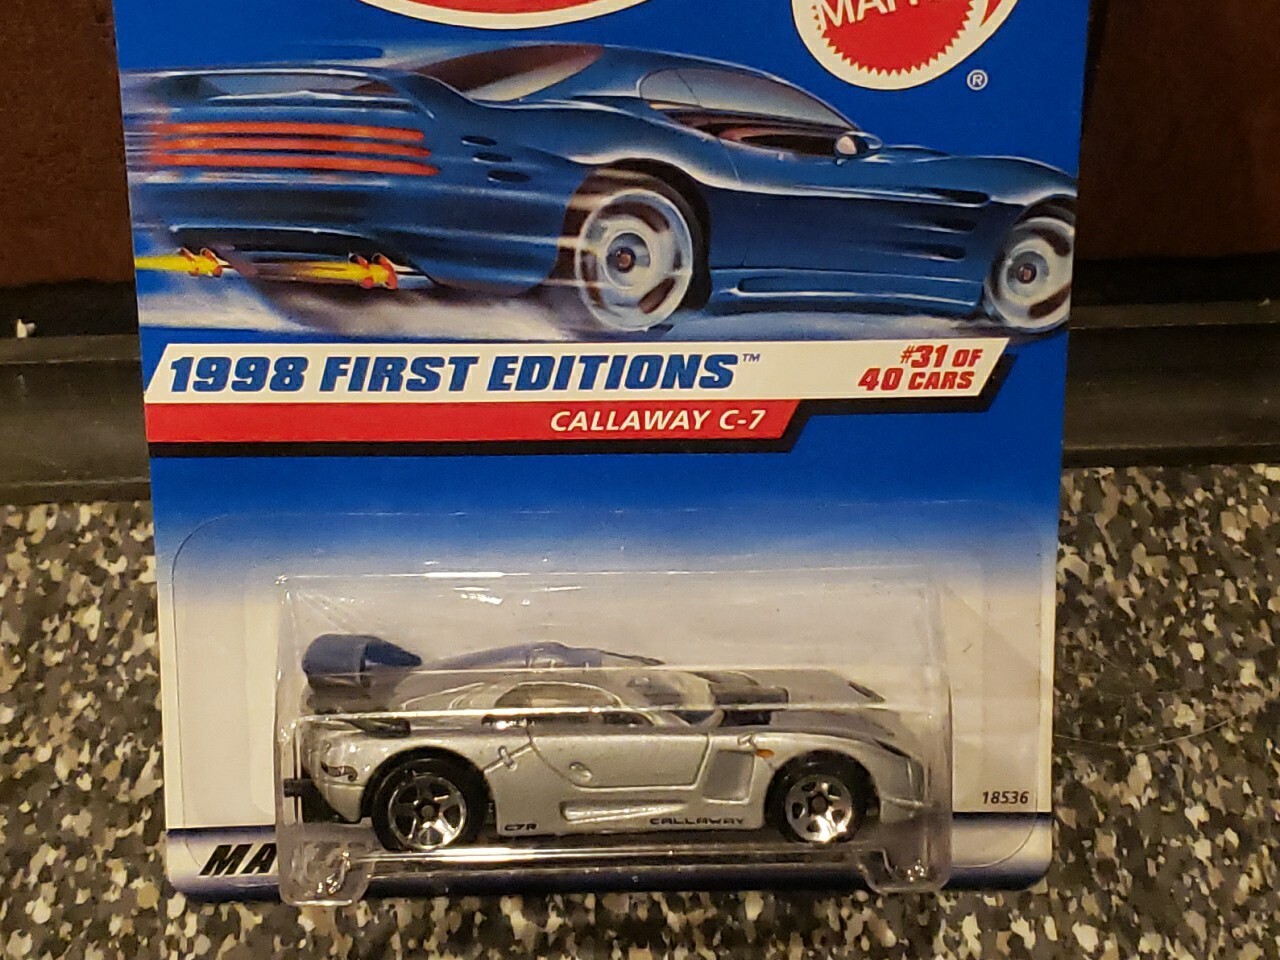 ®
1998 FIRST EDITIONS™
#31 OF
40 CARS
CALLAWAY C-7
18536
C7R
CALLAWAY